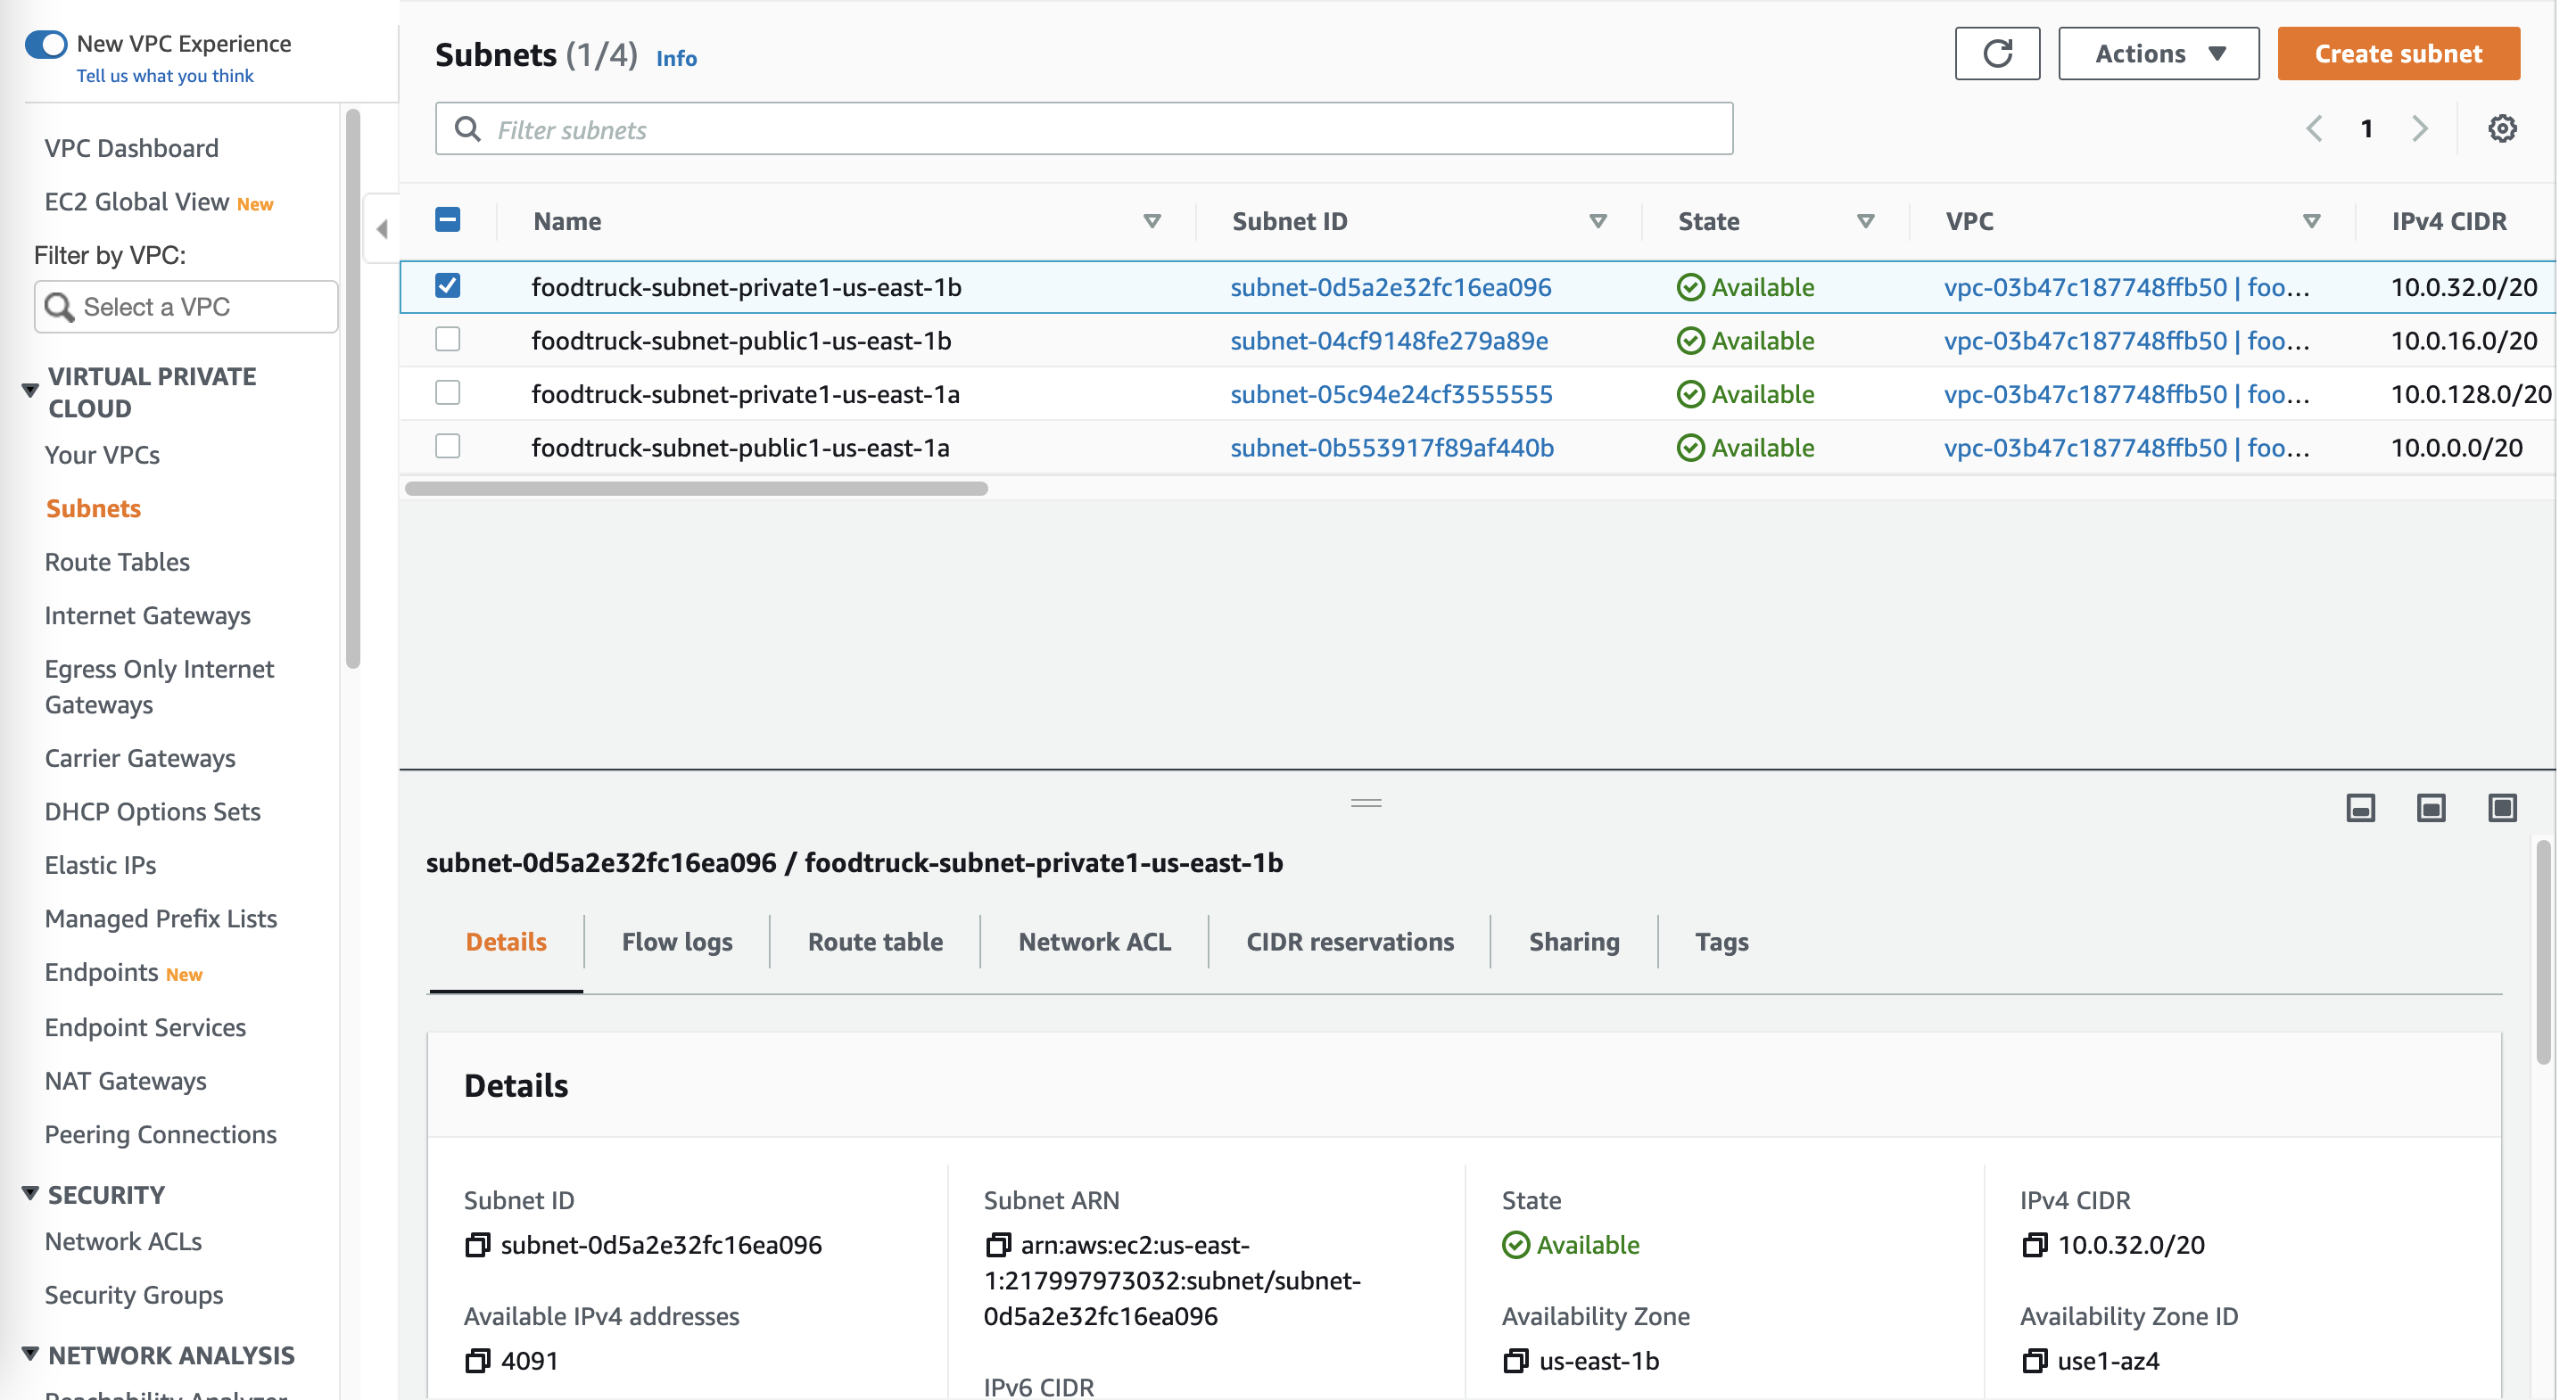 New VPC Experience
Tell us what you think
VPC Dashboard
EC2 Global View New
Filter by VPC:
Select a VPC
VIRTUAL PRIVATE
CLOUD
Your VPCs
Subnets
Route Tables
Internet Gateways
Egress Only Internet
Gateways
Carrier Gateways
DHCP Options Sets
Elastic IPs
Managed Prefix Lists
Endpoints New
Endpoint Services
NAT Gateways
Peering Connections
SECURITY
Network ACLs
Security Groups
NETWORK ANALYSIS
Reachability Analyzer
Subnets (1/4) Info
Actions
Create subnet
Filter subnets
1
Name Subnet ID State VPC IPv4 CIDR
foodtruck-subnet-private1-us-east-1b subnet-0d5a2e32fc16ea096 Available vpc-03b47c187748ffb50 | foo... 10.0.32.0/20
foodtruck-subnet-public1-us-east-1b subnet-04cf9148fe279a89e Available vpc-03b47c187748ffb50 | foo... 10.0.16.0/20
foodtruck-subnet-private1-us-east-1a subnet-05c94e24cf3555555 Available vpc-03b47c187748ffb50 | foo... 10.0.128.0/20
foodtruck-subnet-public1-us-east-1a subnet-0b553917f89af440b Available vpc-03b47c187748ffb50 | foo... 10.0.0.0/20
subnet-0d5a2e32fc16ea096 / foodtruck-subnet-private1-us-east-1b
Details Flow logs Route table Network ACL CIDR reservations Sharing Tags
Details
Subnet ID
subnet-0d5a2e32fc16ea096
Available IPv4 addresses
4091
Subnet ARN
arn:aws:ec2:us-east-
1:217997973032:subnet/subnet-
0d5a2e32fc16ea096
IPv6 CIDR
State
Available
Availability Zone
us-east-1b
IPv4 CIDR
10.0.32.0/20
Availability Zone ID
use1-az4